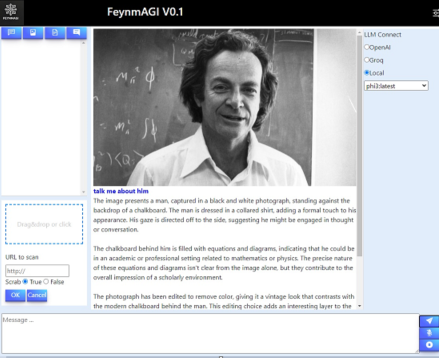 FEYNMAGI
FeynmAGI V0.1
LLM Connect
OpenAi
Groq
Local
phi3:latest
talk me about him
The image presents a man, captured in a black and white photograph, standing against the
backdrop of a chalkboard. The man is dressed in a collared shirt, adding a formal touch to his
appearance. His gaze is directed off to the side, suggesting he might be engaged in thought
or conversation.
The chalkboard behind him is filled with equations and diagrams, indicating that he could be
in an academic or professional setting related to mathematics or physics. The precise nature
of these equations and diagrams isn't clear from the image alone, but they contribute to the
overall impression of a scholarly environment.
The photograph has been edited to remove color, giving it a vintage look that contrasts with
the modern chalkboard behind the man. This editing choice adds an interesting layer to the
Drag&drop or click
URL to scan
http://
Scrab True False
OK Cancel
Message ...